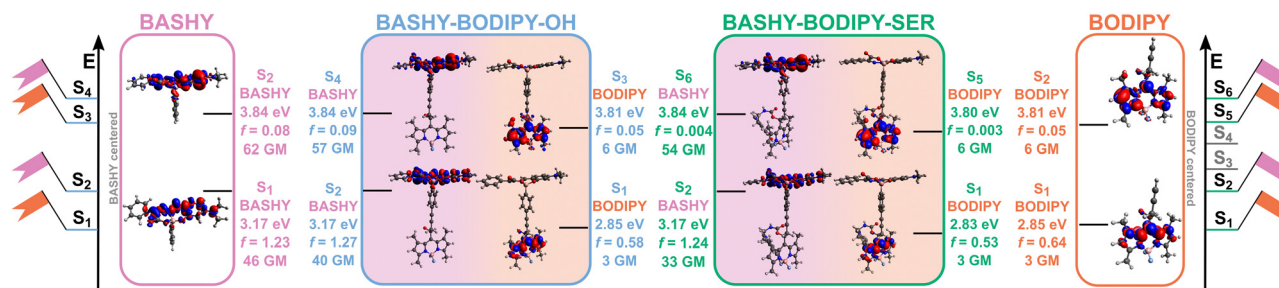 BASHY
BASHY-BODIPY-OH
BASHY-BODIPY-SER
BODIPY
E
S4
S3
S2
S1
BASHY centered
S2
BASHY
3.84 eV
f = 0.08
62 GM
S1
BASHY
3.17 eV
f = 1.23
46 GM
S4
BASHY
3.84 eV
f = 0.09
57 GM
S2
BASHY
3.17 eV
f = 1.27
40 GM
S3
BODIPY
3.81 eV
f = 0.05
6 GM
S1
BODIPY
2.85 eV
f = 0.58
3 GM
S6
BASHY
3.84 eV
f = 0.004
54 GM
S2
BASHY
3.17 eV
f = 1.24
33 GM
S5
BODIPY
3.80 eV
f = 0.003
6 GM
S1
BODIPY
2.83 eV
f = 0.53
3 GM
S2
BODIPY
3.81 eV
f = 0.05
6 GM
S1
BODIPY
2.85 eV
f = 0.64
3 GM
BODIPY centered
E
S6
S5
S4
S3
S2
S1